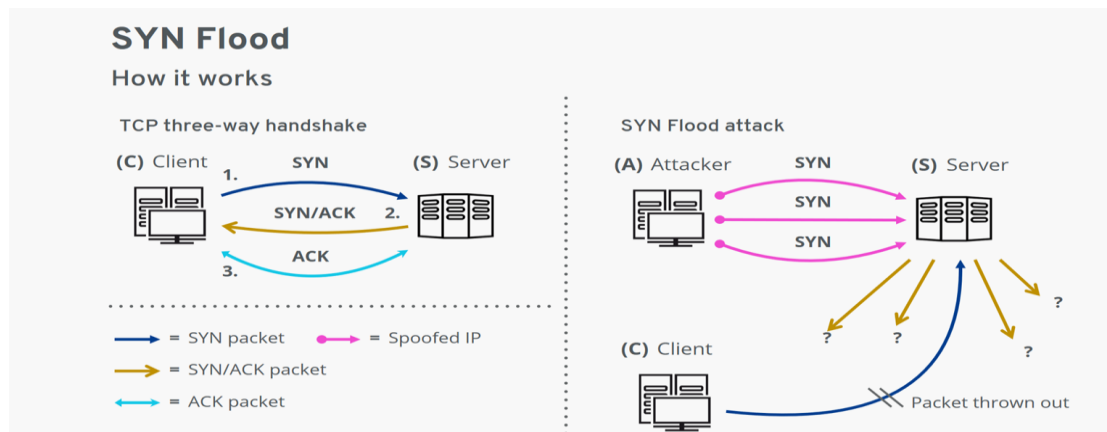 SYN Flood
How it works
TCP three-way handshake
(C) Client
SYN
(S) Server
1.
SYN/ACK
2.
ACK
3.
= SYN packet
= Spoofed IP
= SYN/ACK packet
= ACK packet
SYN Flood attack
(A) Attacker
SYN
(S) Server
SYN
SYN
?
?
?
?
(C) Client
Packet thrown out